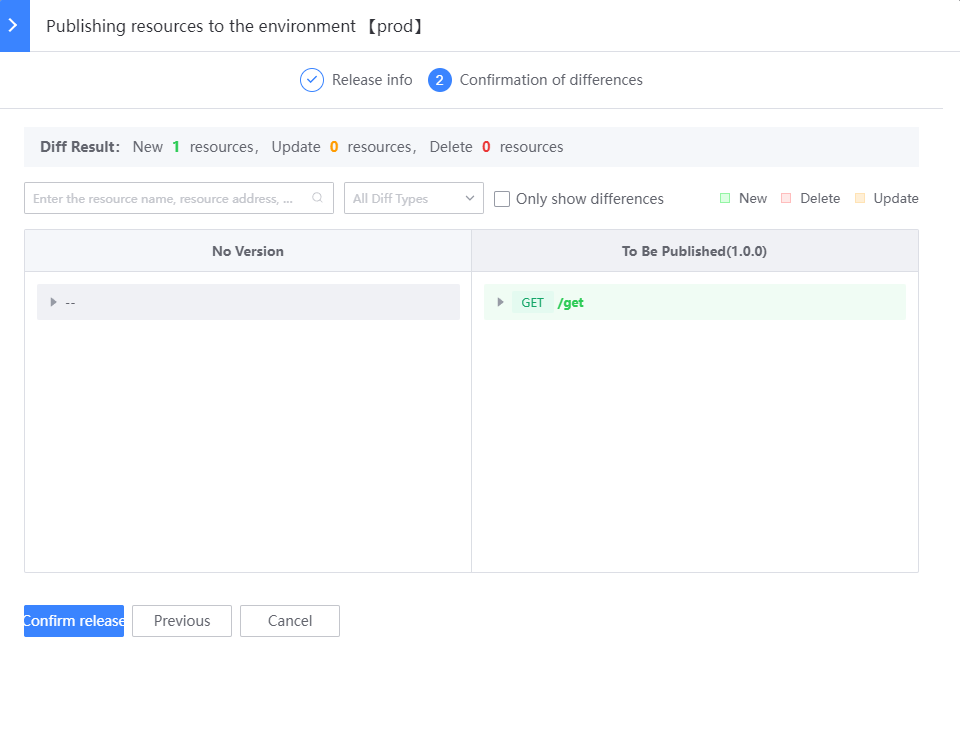 Publishing resources to the environment 【prod】
Release info 2 Confirmation of differences
Diff Result： New 1 resources， Update 0 resources， Delete 0 resources
Enter the resource name, resource address, ... All Diff Types Only show differences New Delete Update
No Version To Be Published(1.0.0)
-- GET /get
Confirm release Previous Cancel